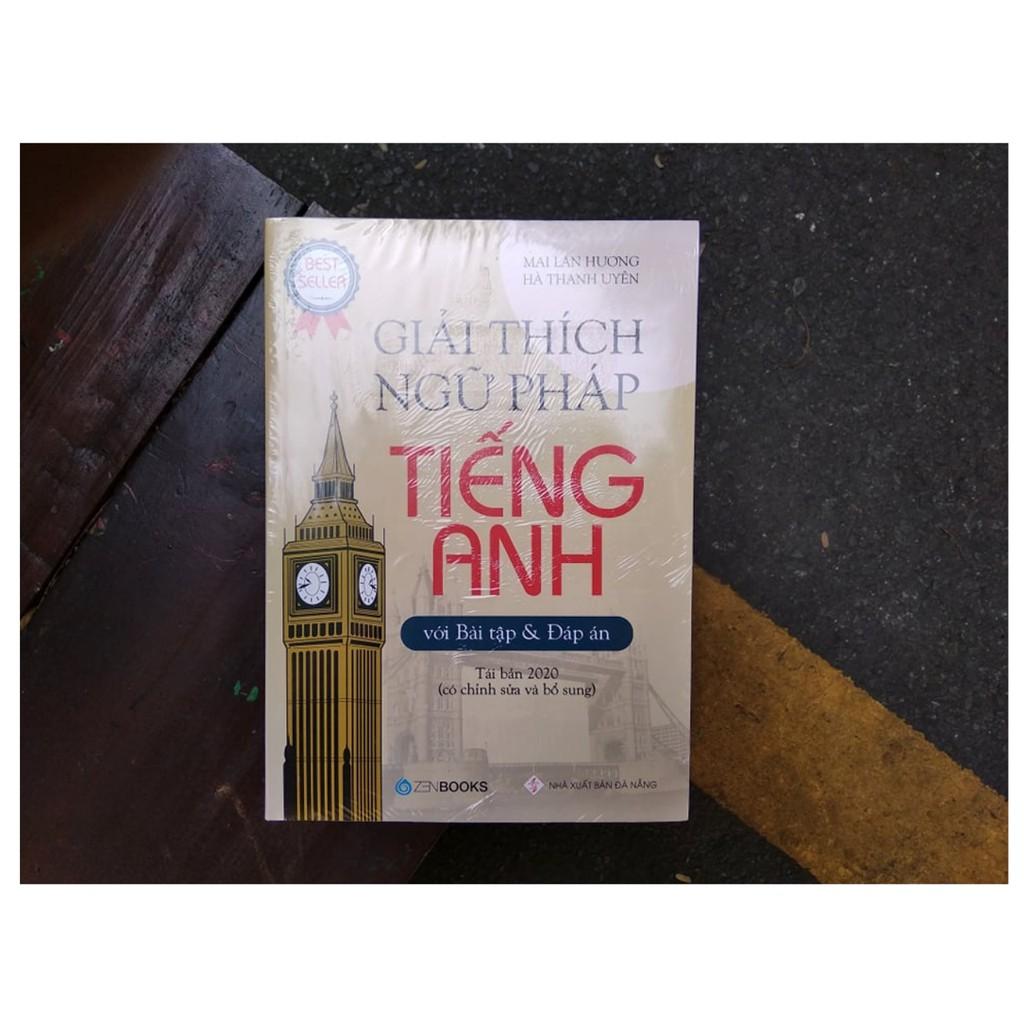 BEST
SELLER
MAI LAN HƯƠNG
HÀ THANH UYÊN
GIẢI THÍCH
NGỮ PHÁP
TIẾNG
ANH
với Bài tập & Đáp án
Tái bản 2020
(có chỉnh sửa và bổ sung)
ZENBOOKS
NHÀ XUẤT BẢN ĐÀ NẴNG